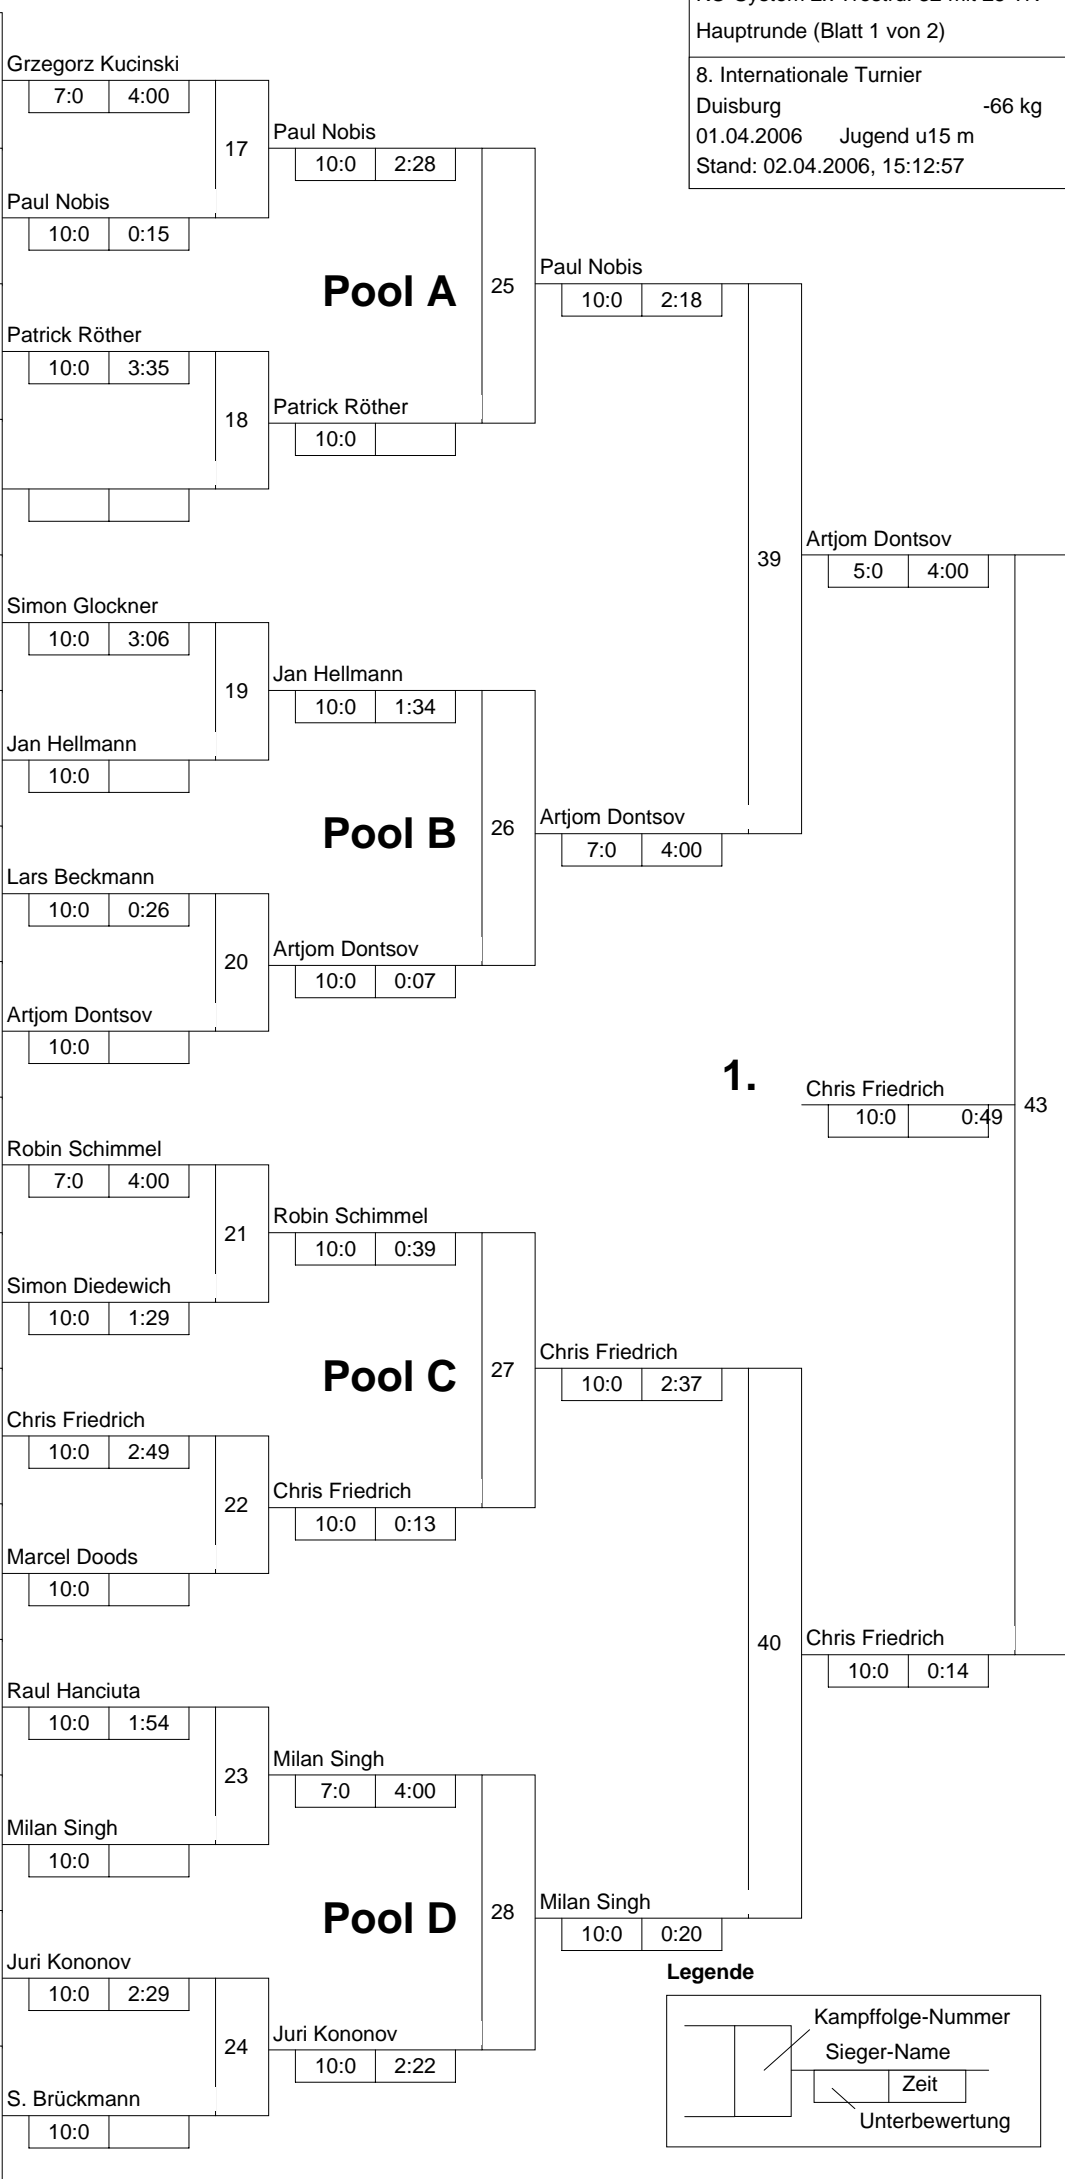 Hauptrunde (Blatt 1 von 2)
8. Internationale Turnier
Duisburg -66 kg
01.04.2006 Jugend u15 m
Stand: 02.04.2006, 15:12:57
Grzegorz Kucinski
7:0 4:00
17
Paul Nobis
10:0 2:28
Paul Nobis
10:0 0:15
Pool A
25
Paul Nobis
10:0 2:18
Patrick Röther
10:0 3:35
18
Patrick Röther
10:0
39
Artjom Dontsov
5:0 4:00
Simon Glockner
10:0 3:06
19
Jan Hellmann
10:0 1:34
Jan Hellmann
10:0
Pool B
26
Artjom Dontsov
7:0 4:00
Lars Beckmann
10:0 0:26
20
Artjom Dontsov
10:0 0:07
Artjom Dontsov
10:0
1.
Chris Friedrich
10:0 0:49
43
Robin Schimmel
7:0 4:00
21
Robin Schimmel
10:0 0:39
Simon Diedewich
10:0 1:29
Pool C
27
Chris Friedrich
10:0 2:37
Chris Friedrich
10:0 2:49
22
Chris Friedrich
10:0 0:13
Marcel Doods
10:0
40
Chris Friedrich
10:0 0:14
Raul Hanciuta
10:0 1:54
23
Milan Singh
7:0 4:00
Milan Singh
10:0
Pool D
28
Milan Singh
10:0 0:20
Juri Kononov
10:0 2:29
24
Juri Kononov
10:0 2:22
S. Brückmann
10:0
Legende
Kampffolge-Nummer
Sieger-Name
Zeit
Unterbewertung